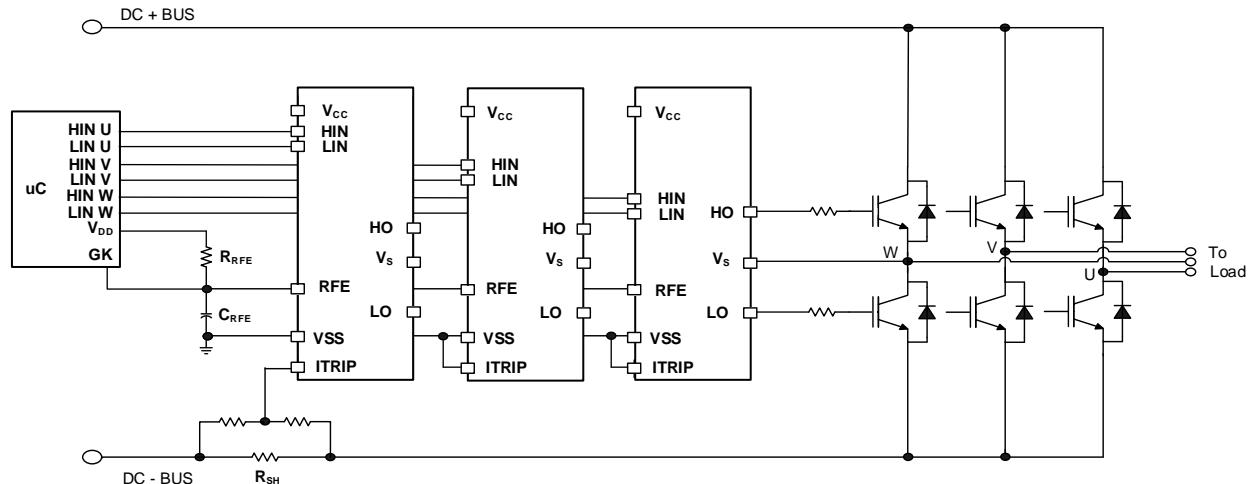 DC + BUS
uC
HIN U
LIN U
HIN V
LIN V
HIN W
LIN W
VDD
GK
RRFE
CRFE
VCC
HIN
LIN
HO
VS
RFE
LO
VSS
ITRIP
VCC
HIN
LIN
HO
VS
RFE
LO
VSS
ITRIP
VCC
HIN
LIN
HO
VS
RFE
LO
VSS
ITRIP
W
V
U
To
Load
DC - BUS
RSH